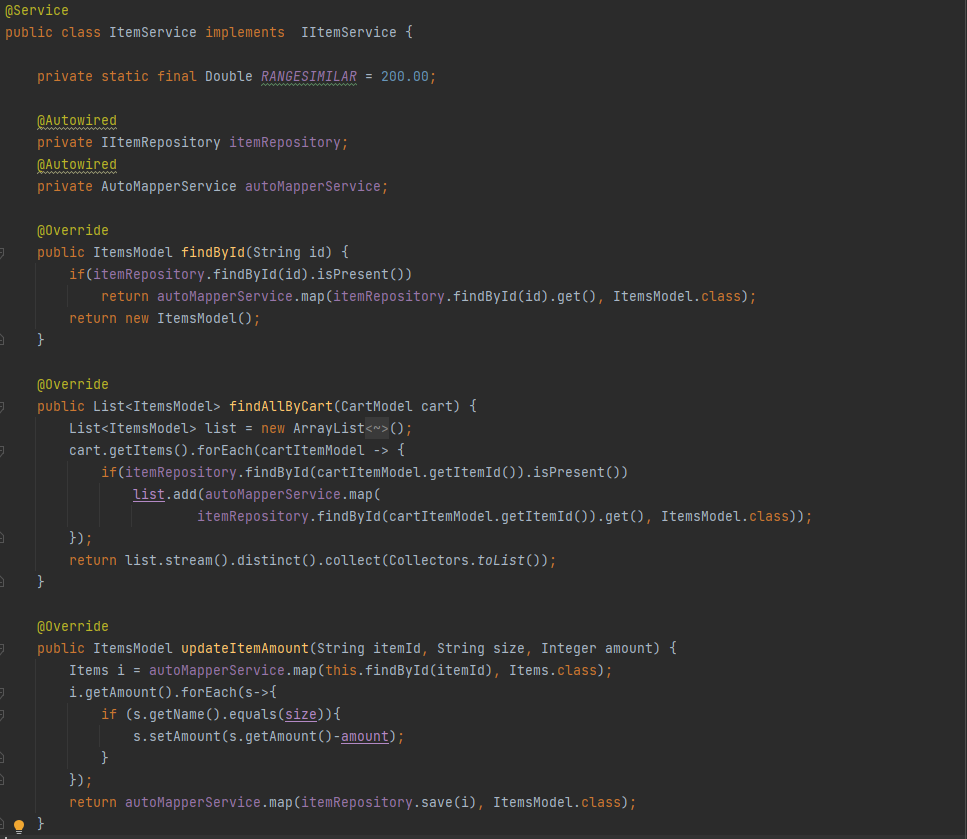 @Service
public class ItemService implements  IItemService {
private static final Double RANGESIMILAR = 200.00;
@Autowired
private IItemRepository itemRepository;
@Autowired
private AutoMapperService autoMapperService;
@Override
public ItemsModel findById(String id) {
if(itemRepository.findById(id).isPresent())
return autoMapperService.map(itemRepository.findById(id).get(), ItemsModel.class);
return new ItemsModel();
}
@Override
public List<ItemsModel> findAllByCart(CartModel cart) {
List<ItemsModel> list = new ArrayList<~>();
cart.getItems().forEach(cartItemModel -> {
if(itemRepository.findById(cartItemModel.getItemId()).isPresent())
list.add(autoMapperService.map(
itemRepository.findById(cartItemModel.getItemId()).get(), ItemsModel.class));
});
return list.stream().distinct().collect(Collectors.toList());
}
@Override
public ItemsModel updateItemAmount(String itemId, String size, Integer amount) {
Items i = autoMapperService.map(this.findById(itemId), Items.class);
i.getAmount().forEach(s->{
if (s.getName().equals(size)){
s.setAmount(s.getAmount()-amount);
}
});
return autoMapperService.map(itemRepository.save(i), ItemsModel.class);
}